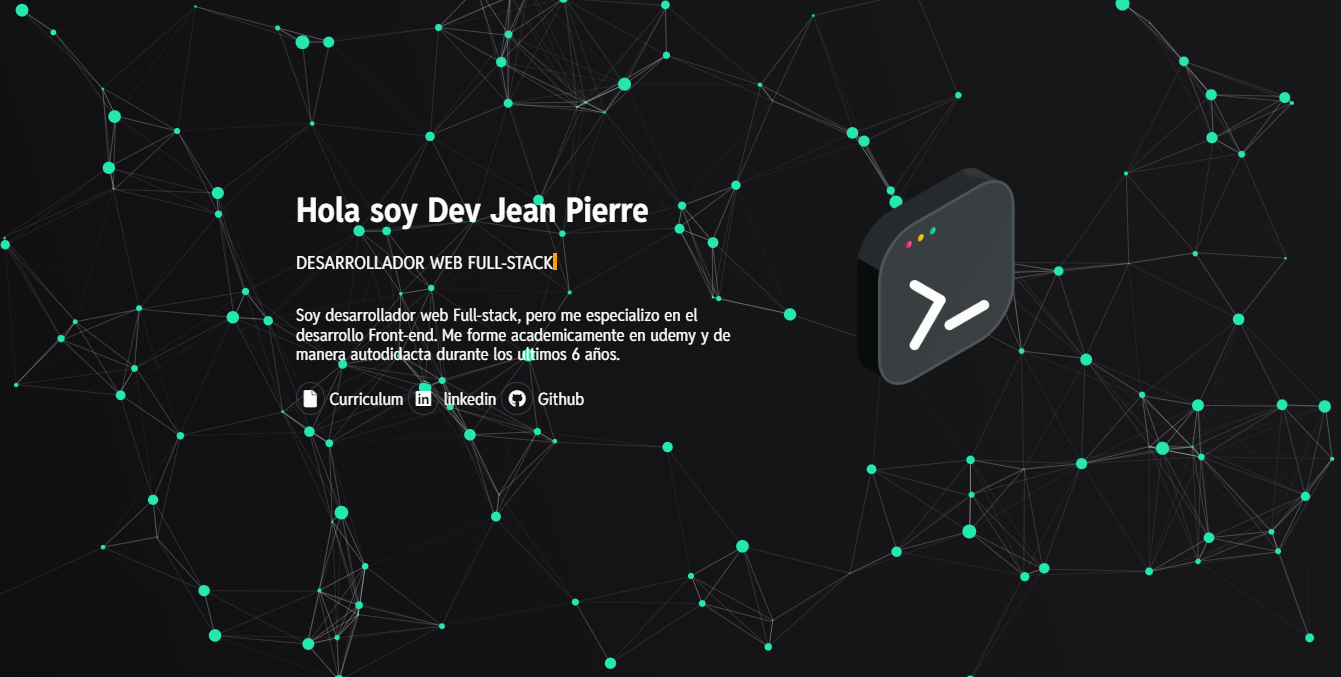 Hola soy Dev Jean Pierre
DESARROLLADOR WEB FULL-STACK
Soy desarrollador web Full-stack, pero me especializo en el
desarrollo Front-end. Me forme academicamente en udemy y de
manera autodidacta durante los ultimos 6 años.
Curriculum linkedin Github